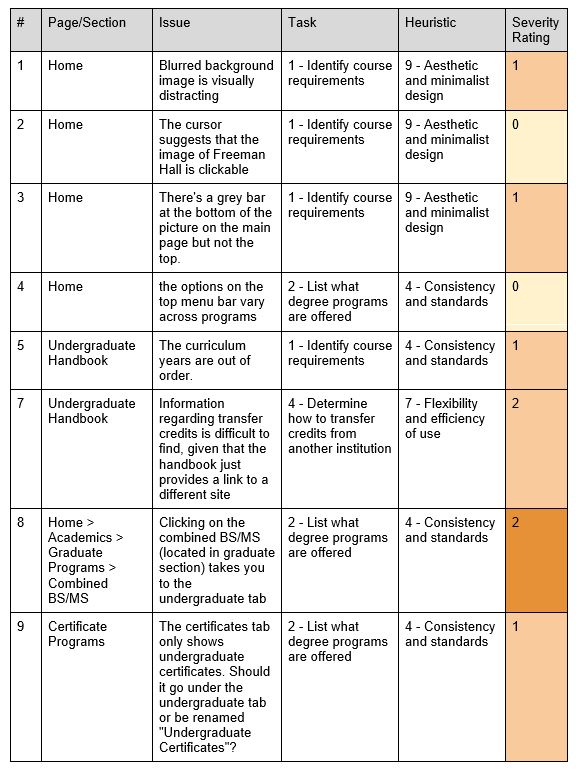 # Page/Section Issue Task Heuristic Severity
Rating
1 Home Blurred background 1 - Identify course 9 - Aesthetic 1
image is visually requirements and minimalist
distracting design
2 Home The cursor 1 - Identify course 9 - Aesthetic 0
suggests that the requirements and minimalist
image of Freeman design
Hall is clickable
3 Home There's a grey bar 1 - Identify course 9 - Aesthetic 1
at the bottom of the requirements and minimalist
picture on the main design
page but not the
top.
4 Home the options on the 2 - List what 4 - Consistency 0
top menu bar vary degree programs and standards
across programs are offered
5 Undergraduate The curriculum 1 - Identify course 4 - Consistency 1
Handbook years are out of requirements and standards
order.
7 Undergraduate Information 4 - Determine 7 - Flexibility 2
Handbook regarding transfer how to transfer and efficiency
credits is difficult to credits from of use
find, given that the another institution
handbook just
provides a link to a
different site
8 Home > Clicking on the 2 - List what 4 - Consistency 2
Academics > combined BS/MS degree programs and standards
Graduate (located in graduate are offered
Programs > section) takes you
Combined to the
BS/MS undergraduate tab
9 Certificate The certificates tab 2 - List what 4 - Consistency 1
Programs only shows degree programs and standards
undergraduate are offered
certificates. Should
it go under the
undergraduate tab
or be renamed
"Undergraduate
Certificates"?